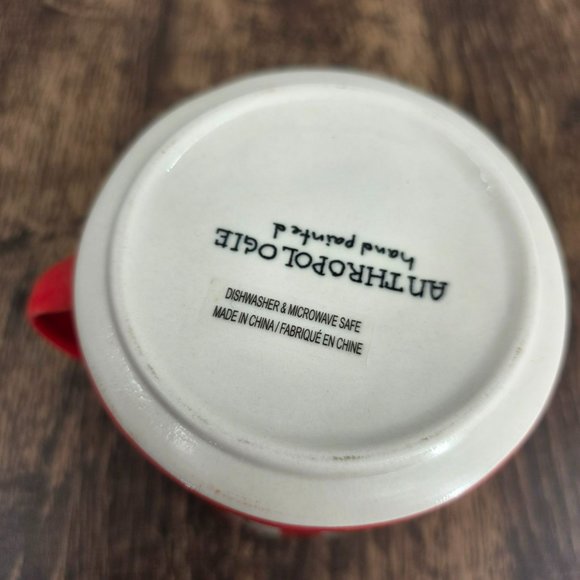 ANTHROPOLOGIE
hand painted
DISHWASHER & MICROWAVE SAFE
MADE IN CHINA / FABRIQUÉ EN CHINE